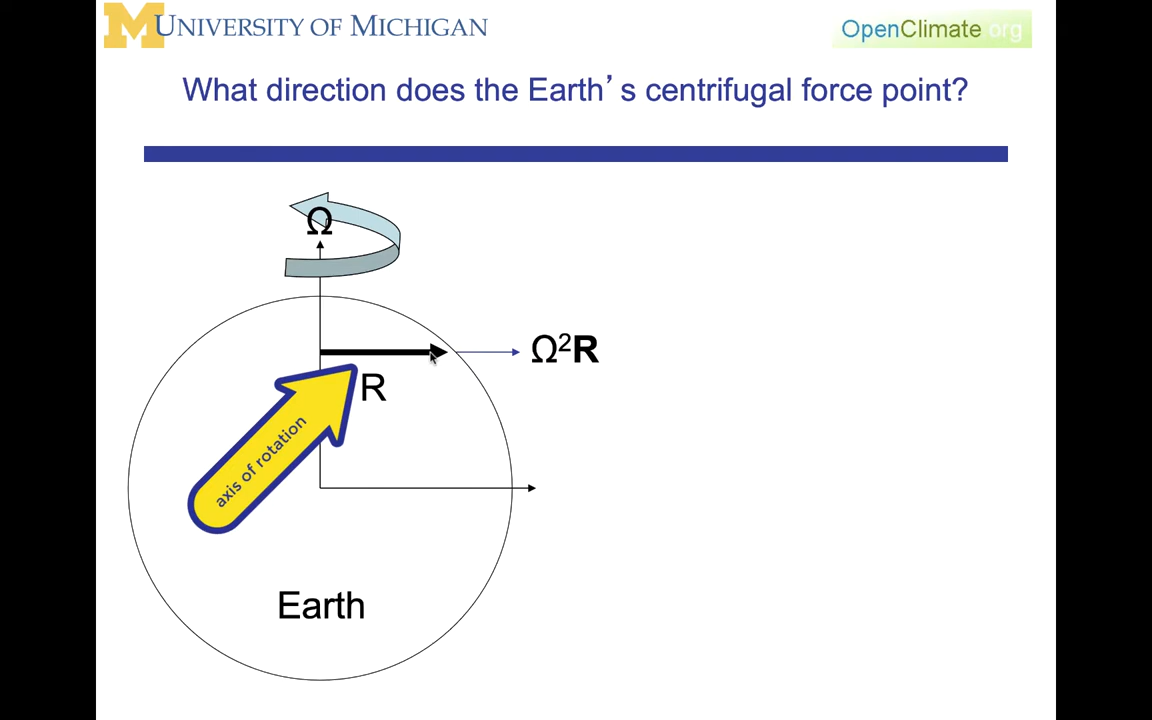 M UNIVERSITY OF MICHIGAN
OpenClimate org
What direction does the Earth’s centrifugal force point?
Ω
Ω²R
R
axis of rotation
Earth